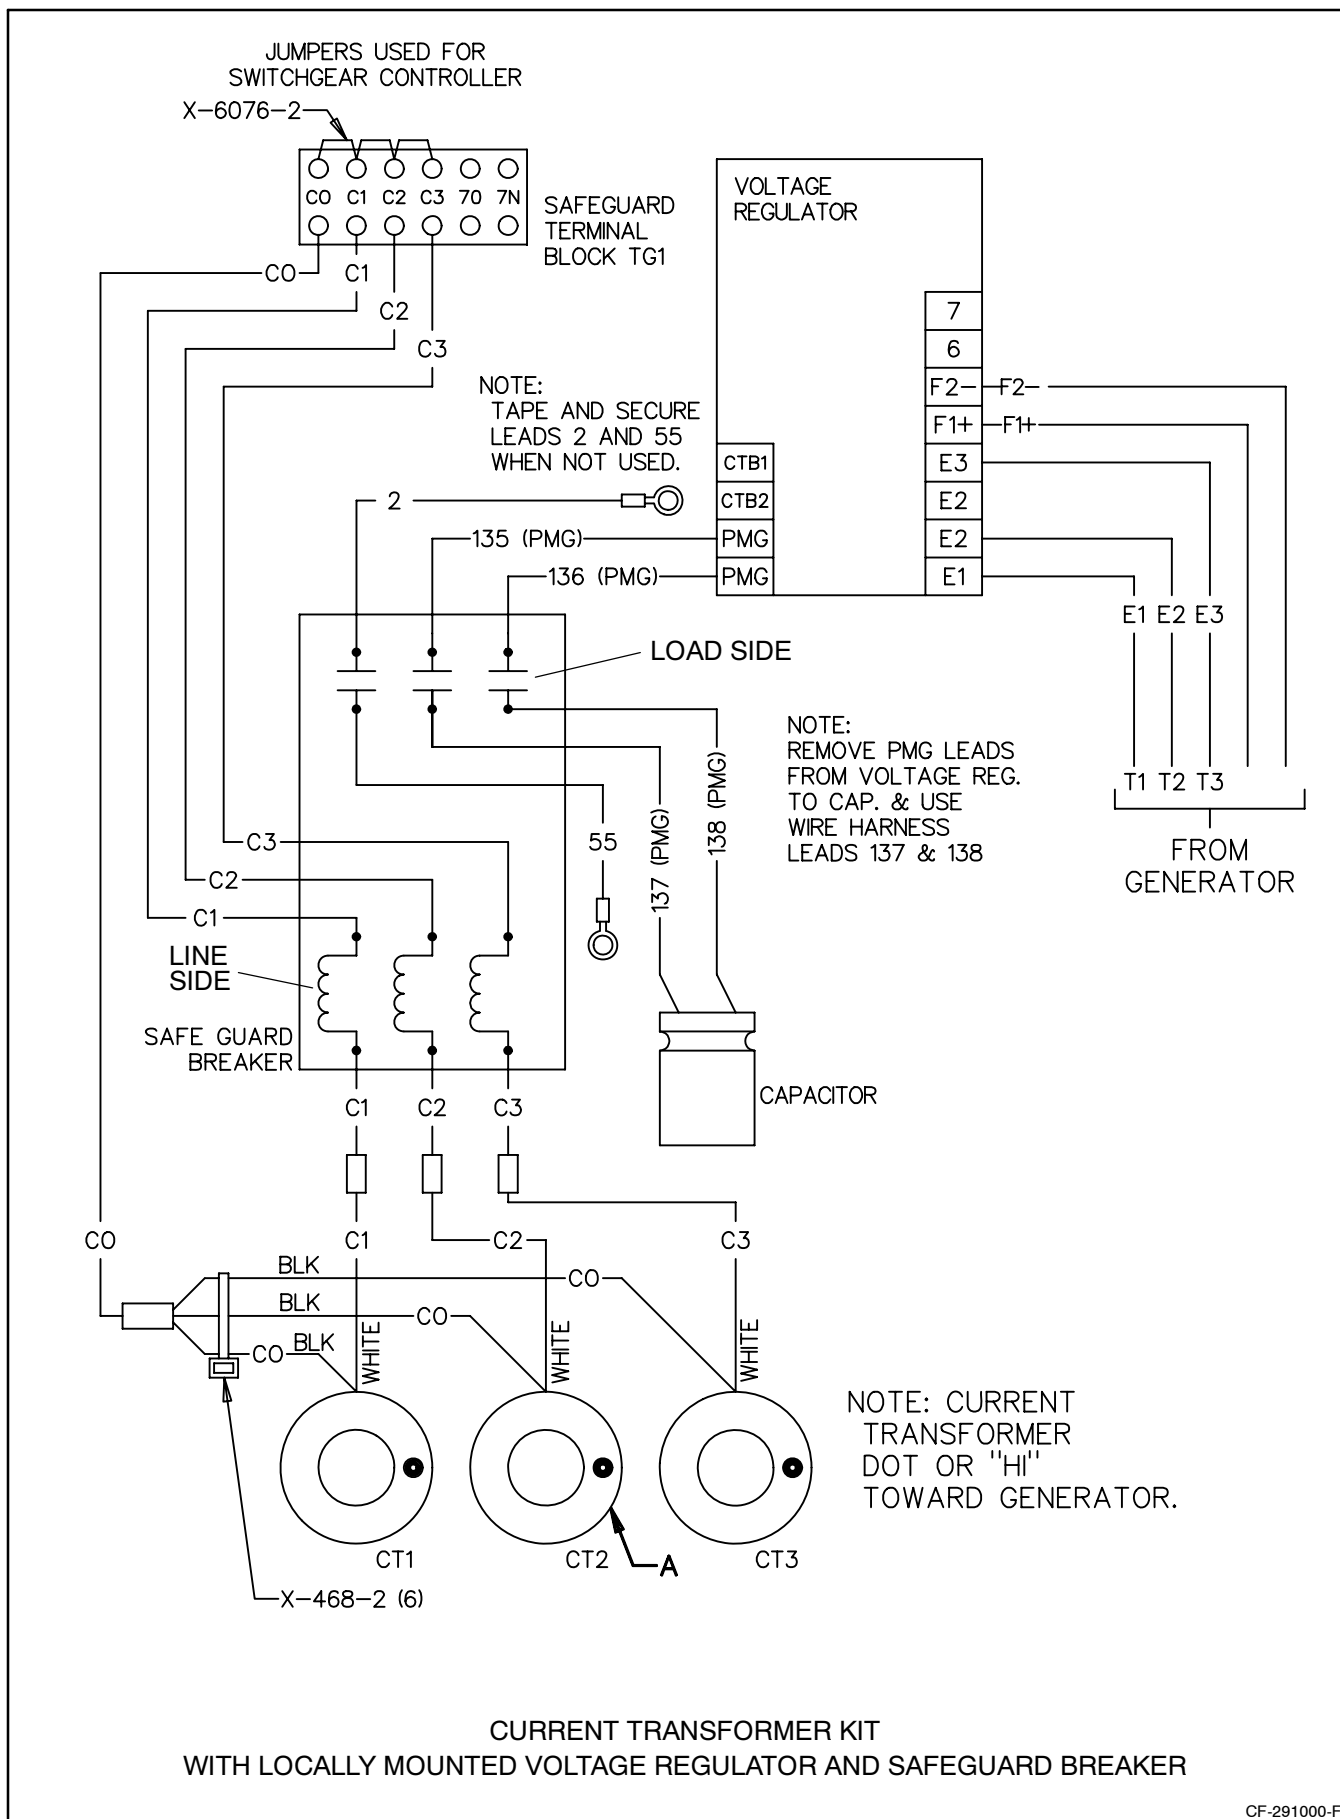 JUMPERS USED FOR
SWITCHGEAR CONTROLLER
X-6076-2
C0 C1 C2 C3 70 7N
SAFEGUARD
TERMINAL
BLOCK TG1
C0
C1
C2
C3
VOLTAGE
REGULATOR
7
6
F2- F2-
F1+ F1+
CTB1
E3
CTB2
E2
PMG
E2
PMG
E1
NOTE:
TAPE AND SECURE
LEADS 2 AND 55
WHEN NOT USED.
2
135 (PMG)
136 (PMG)
E1 E2 E3
LOAD SIDE
NOTE:
REMOVE PMG LEADS
FROM VOLTAGE REG.
TO CAP. & USE
WIRE HARNESS
LEADS 137 & 138
T1 T2 T3
FROM
GENERATOR
137 (PMG)
138 (PMG)
55
C3
C2
C1
LINE
SIDE
SAFE GUARD
BREAKER
CAPACITOR
C1 C2 C3
C0
C1
C2
C3
BLK
C0
BLK
C0
C0
BLK
WHITE
WHITE
WHITE
NOTE: CURRENT
TRANSFORMER
DOT OR "HI"
TOWARD GENERATOR.
CT1
CT2
CT3
A
X-468-2 (6)
CURRENT TRANSFORMER KIT
WITH LOCALLY MOUNTED VOLTAGE REGULATOR AND SAFEGUARD BREAKER
CF-291000-F